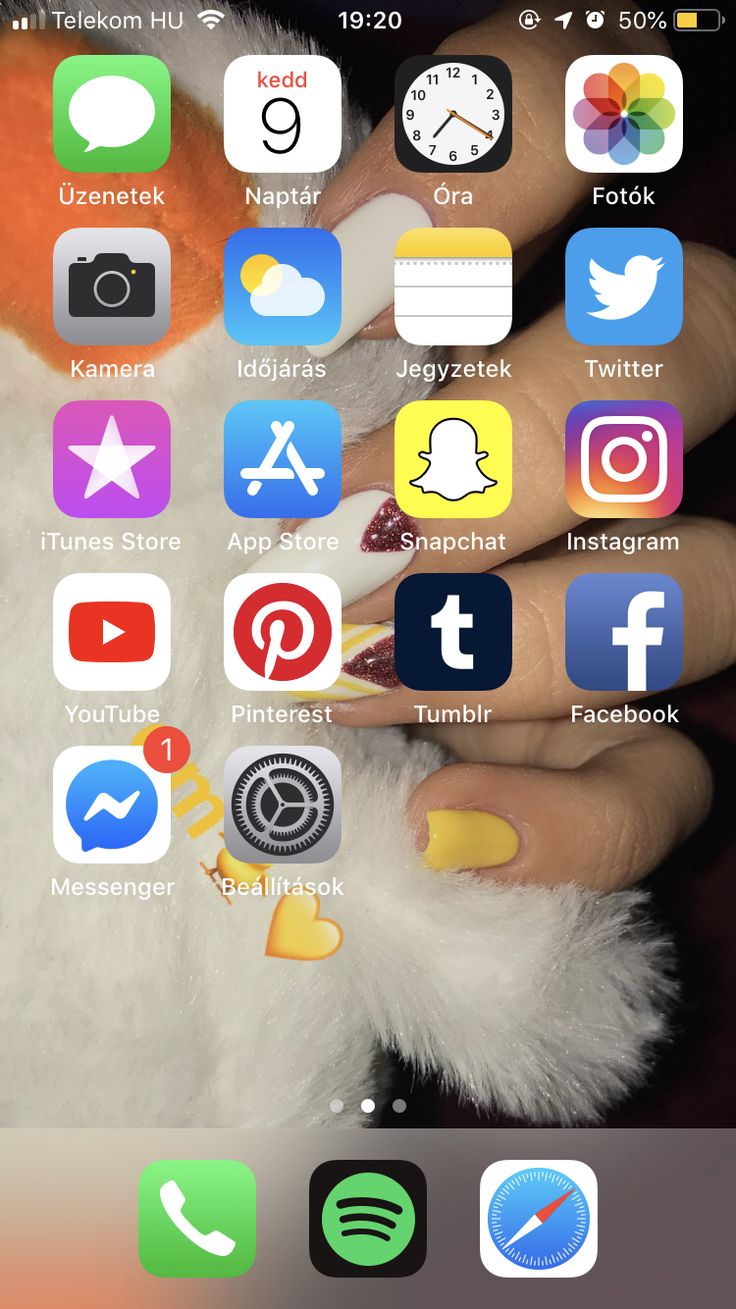 Telekom HU 19:20 50%
kedd
9
12
11 1
10 2
9 3
8 4
7 5
6
Üzenetek Naptár Óra Fotók
Kamera Időjárás Jegyzetek Twitter
iTunes Store App Store Snapchat Instagram
YouTube Pinterest Tumblr Facebook
1
Messenger Beállítások